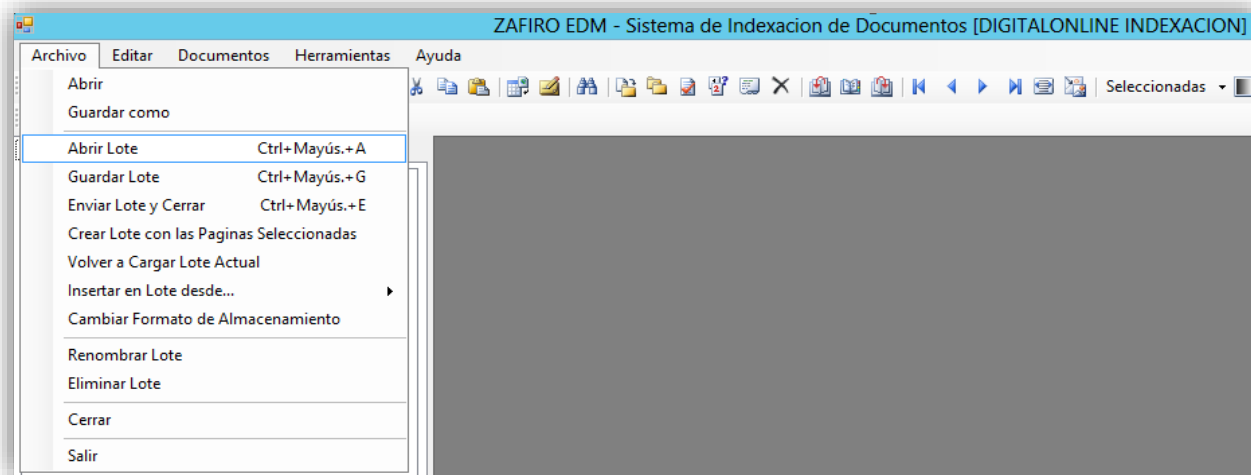 ZAFIRO EDM - Sistema de Indexacion de Documentos [DIGITALONLINE INDEXACION]
Archivo Editar Documentos Herramientas Ayuda
Seleccionadas
Abrir
Guardar como
Abrir Lote Ctrl+Mayús.+A
Guardar Lote Ctrl+Mayús.+G
Enviar Lote y Cerrar Ctrl+Mayús.+E
Crear Lote con las Paginas Seleccionadas
Volver a Cargar Lote Actual
Insertar en Lote desde...
Cambiar Formato de Almacenamiento
Renombrar Lote
Eliminar Lote
Cerrar
Salir